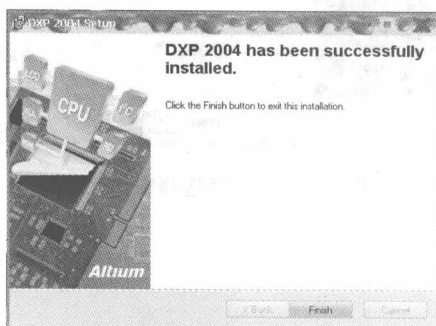 DXP 2004 Setup
DXP 2004 has been successfully
installed.
Click the Finish button to exit this installation.
CPU
Altium
< Back
Finish
Cancel